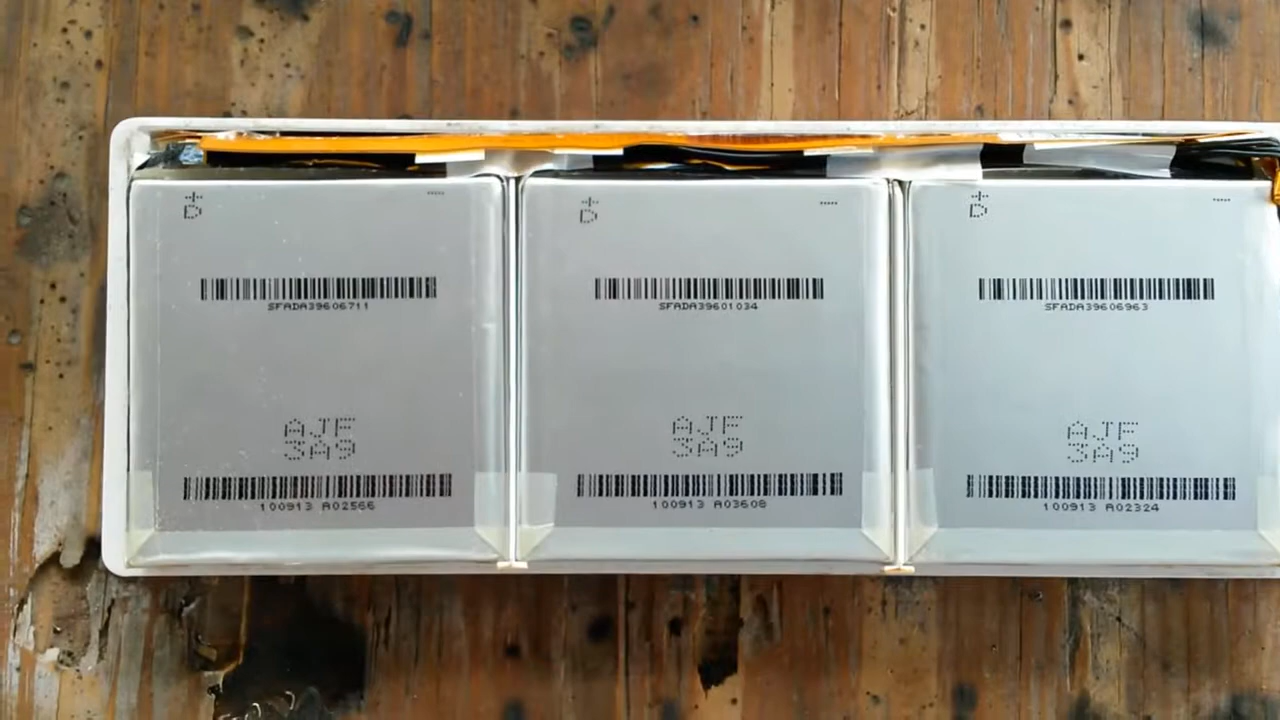 +
D
SFADA39606711
AJF
3A9
100913 A02566
+
D
SFADA39601034
AJF
3A9
100913 A03608
+
D
SFADA39606963
AJF
3A9
100913 A02324